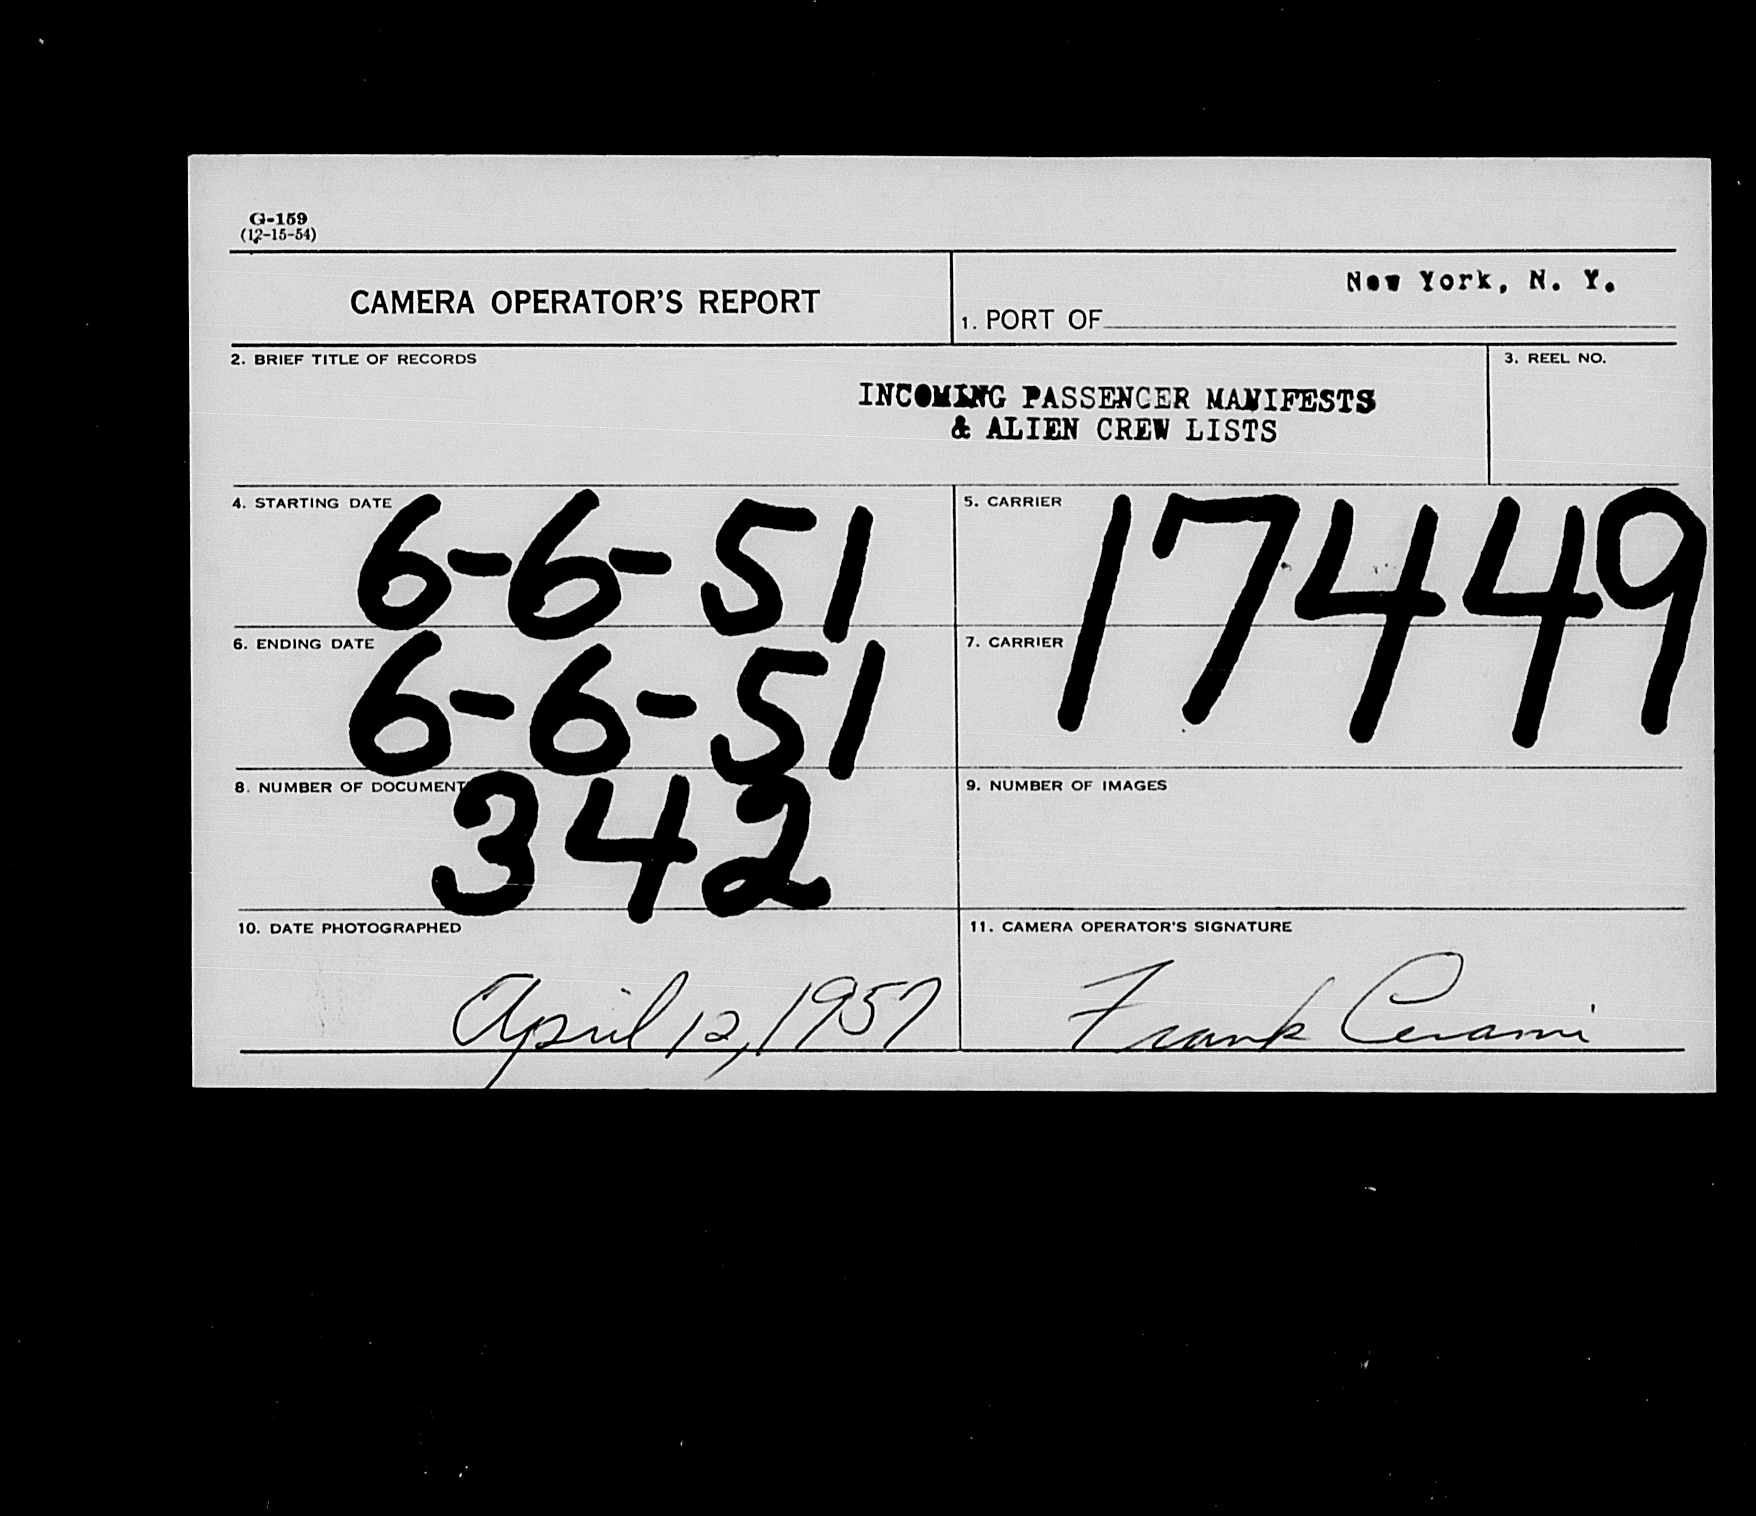 G-159
(12-15-54)
CAMERA OPERATOR'S REPORT
New York, N. Y.
1. PORT OF
2. BRIEF TITLE OF RECORDS
3. REEL NO.
INCOMING PASSENGER MANIFESTS
& ALIEN CREW LISTS
4. STARTING DATE
6-6-51
5. CARRIER
17449
6. ENDING DATE
6-6-51
7. CARRIER
8. NUMBER OF DOCUMENT
342
9. NUMBER OF IMAGES
10. DATE PHOTOGRAPHED
April 12, 1957
11. CAMERA OPERATOR'S SIGNATURE
Frank Cerami